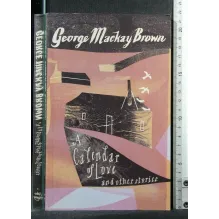 George Mackay Brown
A
Calendar
of Love
and other stories
GEORGE MACKAY BROWN